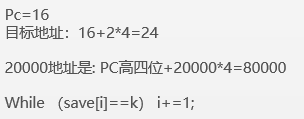 Pc=16
目标地址：16+2*4=24
20000地址是: PC高四位+20000*4=80000
While （save[i]==k） i+=1;